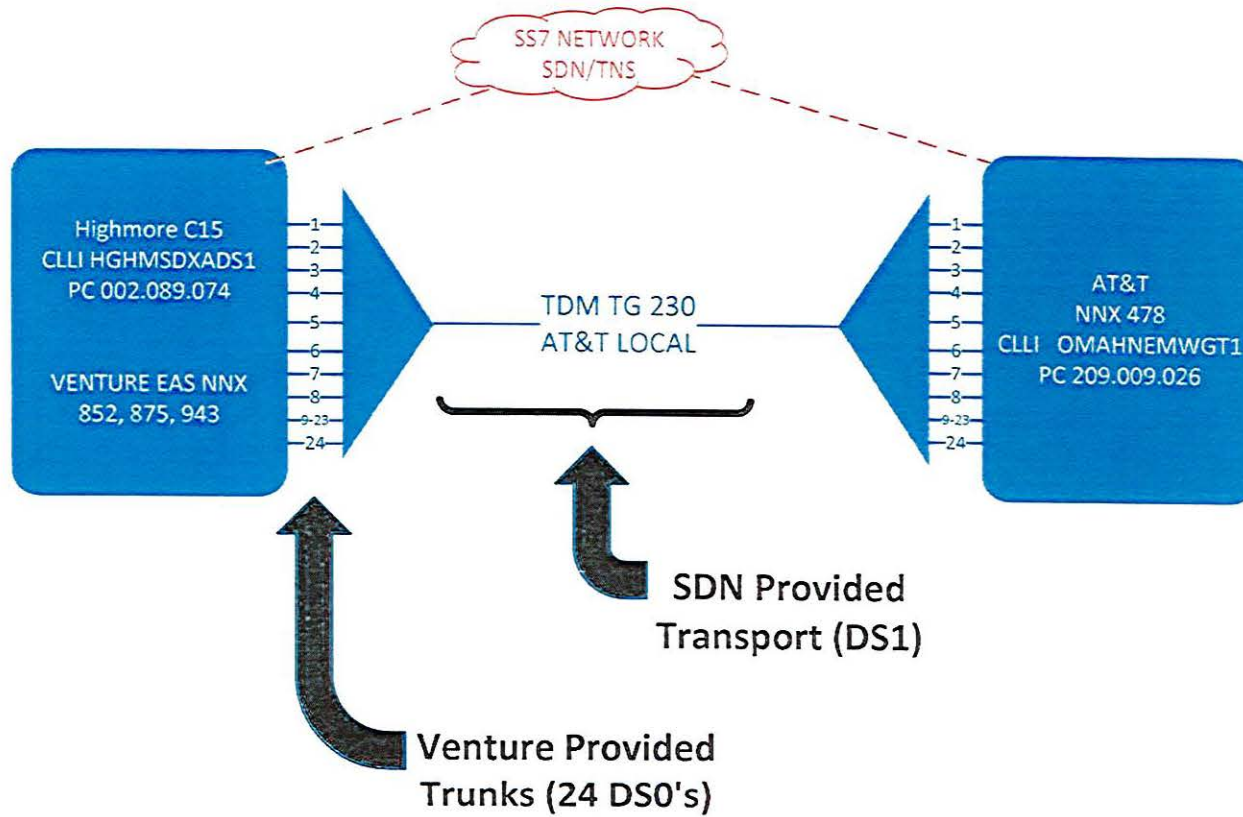 SS7 NETWORK
SDN/TNS
Highmore C15
CLLI HGHMSDXADS1
PC 002.089.074
VENTURE EAS NNX
852, 875, 943
1
2
3
4
5
6
7
8
9-23
24
TDM TG 230
AT&T LOCAL
1
2
3
4
5
6
7
8
9-23
24
AT&T
NNX 478
CLLI OMAHNEMWGT1
PC 209.009.026
SDN Provided
Transport (DS1)
Venture Provided
Trunks (24 DS0's)